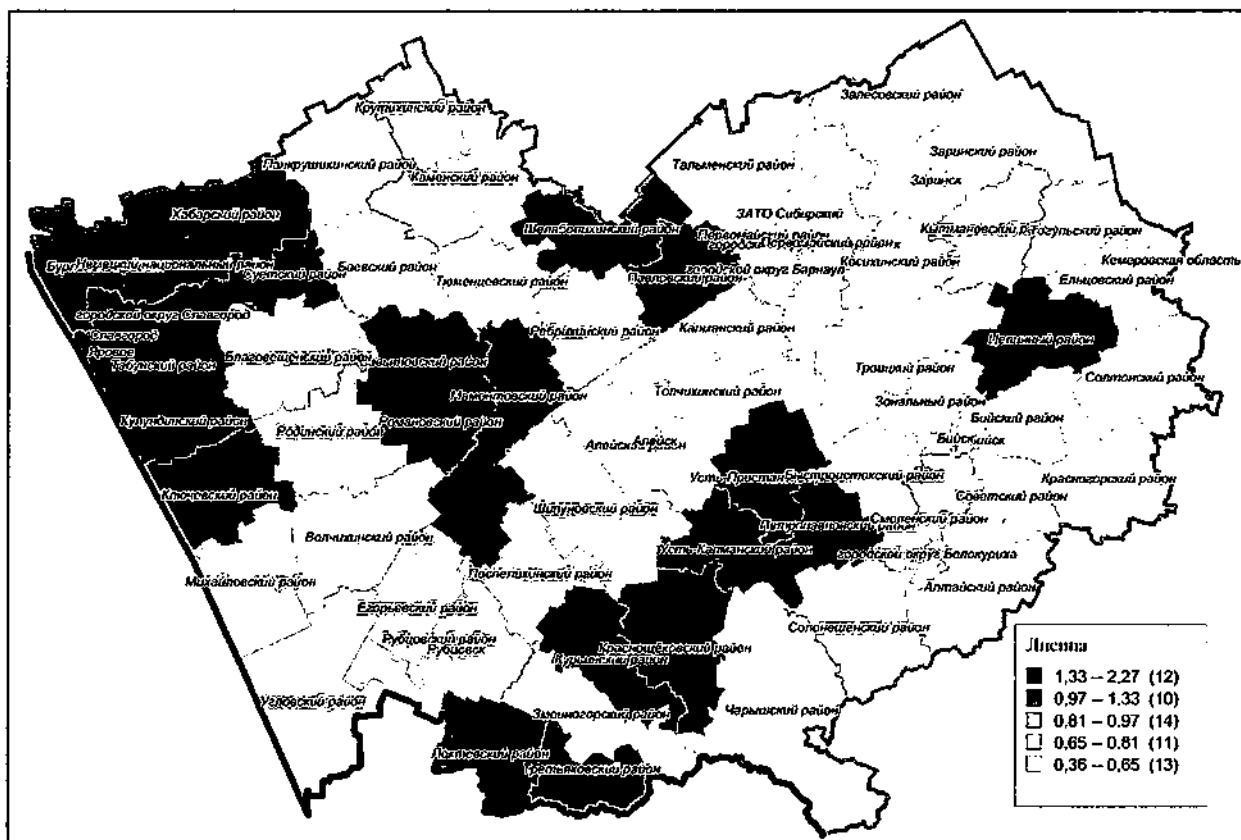 Залесовский район
Крутихинский район
Заринский район
Панкрушихинский район
Тальменский район
Каменский район
Заринск
Хабарский район
ЗАТО Сибирский
Шелаболихинский район
Первомайский район
Кытмановский
Тогульский район
Косихинский район
Кемеровская область
Немецкий национальный район
Суетский район
Баевский район
городской округ Барнаул
Павловский район
Тюменцевский район
Ельцовский район
городской округ Славгород
Ребрихинский район
Калманский район
Славгород
Целинный район
Яровое
Благовещенский район
Табунский район
Завьяловский район
Троицкий район
Солтонский район
Мамонтовский район
Топчихинский район
Зональный район
Кулундинский район
Романовский район
Бийский район
Родинский район
Алейский район
Алейск
Бийск
Усть-Пристан
Быстроистокский район
Красногорский район
Ключевский район
Советский район
Шипуновский район
Смоленский район
Петропавловский район
Волчихинский район
Усть-Калманский район
городской округ Белокуриха
Поспелихинский район
Михайловский район
Алтайский район
Егорьевский район
Солонешенский район
Рубцовский район
Рубцовск
Краснощёковский район
Курьинский район
Угловский район
Змеиногорский район
Чарышский район
Локтевский район
Третьяковский район
1,33 – 2,27 (12)
0,97 – 1,33 (10)
0,81 – 0,97 (14)
0,65 – 0,81 (11)
0,36 – 0,65 (13)